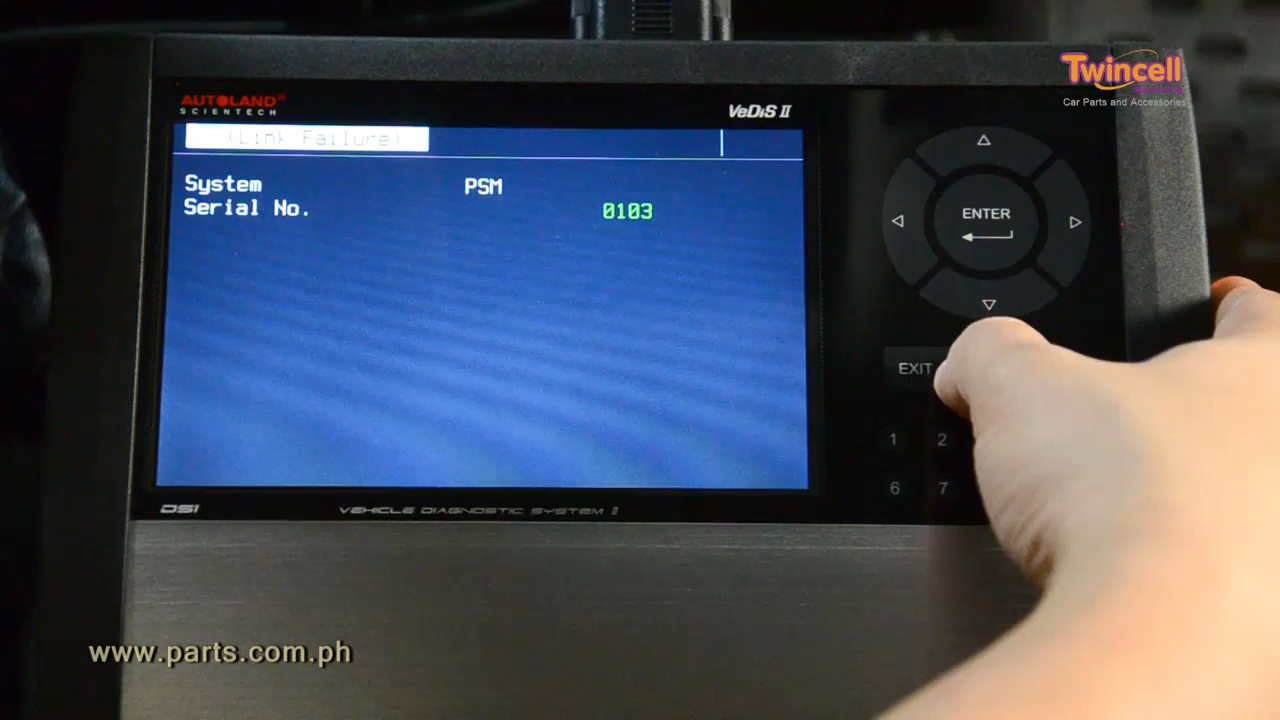 Twincell
Car Parts and Accessories
AUTOLAND
SCIENTECH
VeDiS II
(Link Failure)
System PSM
Serial No. 0103
ENTER
EXIT
1 2
6 7
DSI
VEHICLE DIAGNOSTIC SYSTEM II
www.parts.com.ph